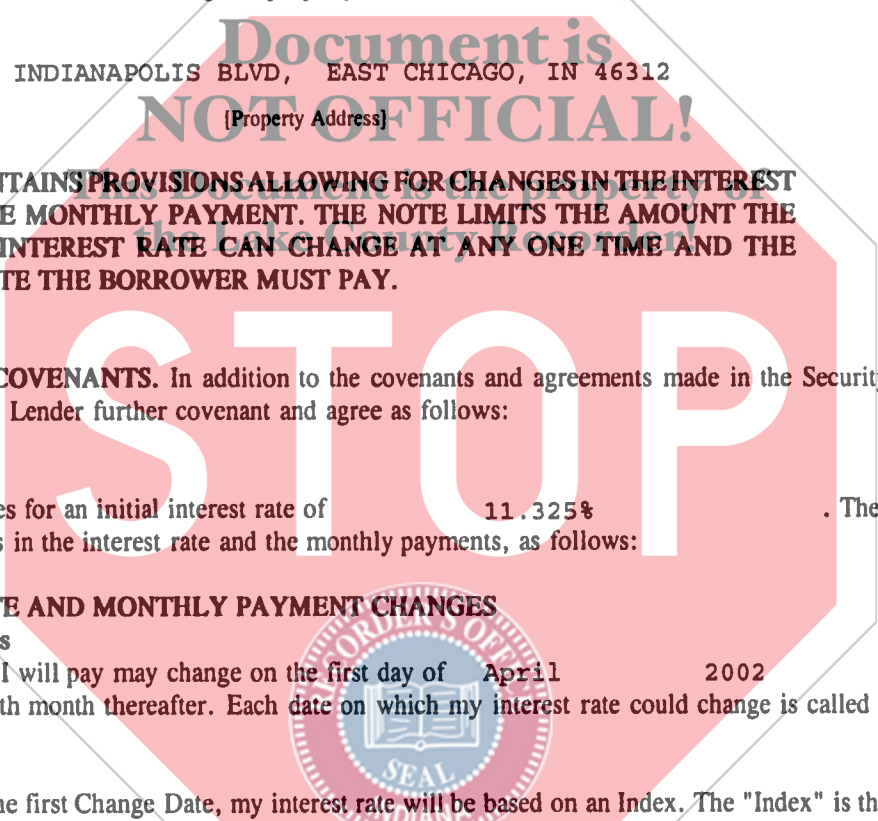 Document is
INDIANAPOLIS BLVD, EAST CHICAGO, IN 46312
NOT OFFICIAL!
[Property Address]
This Document is the property of
NTAINS PROVISIONS ALLOWING FOR CHANGES IN THE INTEREST
E MONTHLY PAYMENT. THE NOTE LIMITS THE AMOUNT THE
the Lake County Recorder!
INTEREST RATE CAN CHANGE AT ANY ONE TIME AND THE
TE THE BORROWER MUST PAY.
STOP
COVENANTS. In addition to the covenants and agreements made in the Security
Lender further covenant and agree as follows:
es for an initial interest rate of 11.325% . The
s in the interest rate and the monthly payments, as follows:
TE AND MONTHLY PAYMENT CHANGES
s
RECORDER'S OFFICE
I will pay may change on the first day of April 2002
th month thereafter. Each date on which my interest rate could change is called
SEAL
INDIANA
he first Change Date, my interest rate will be based on an Index. The "Index" is th